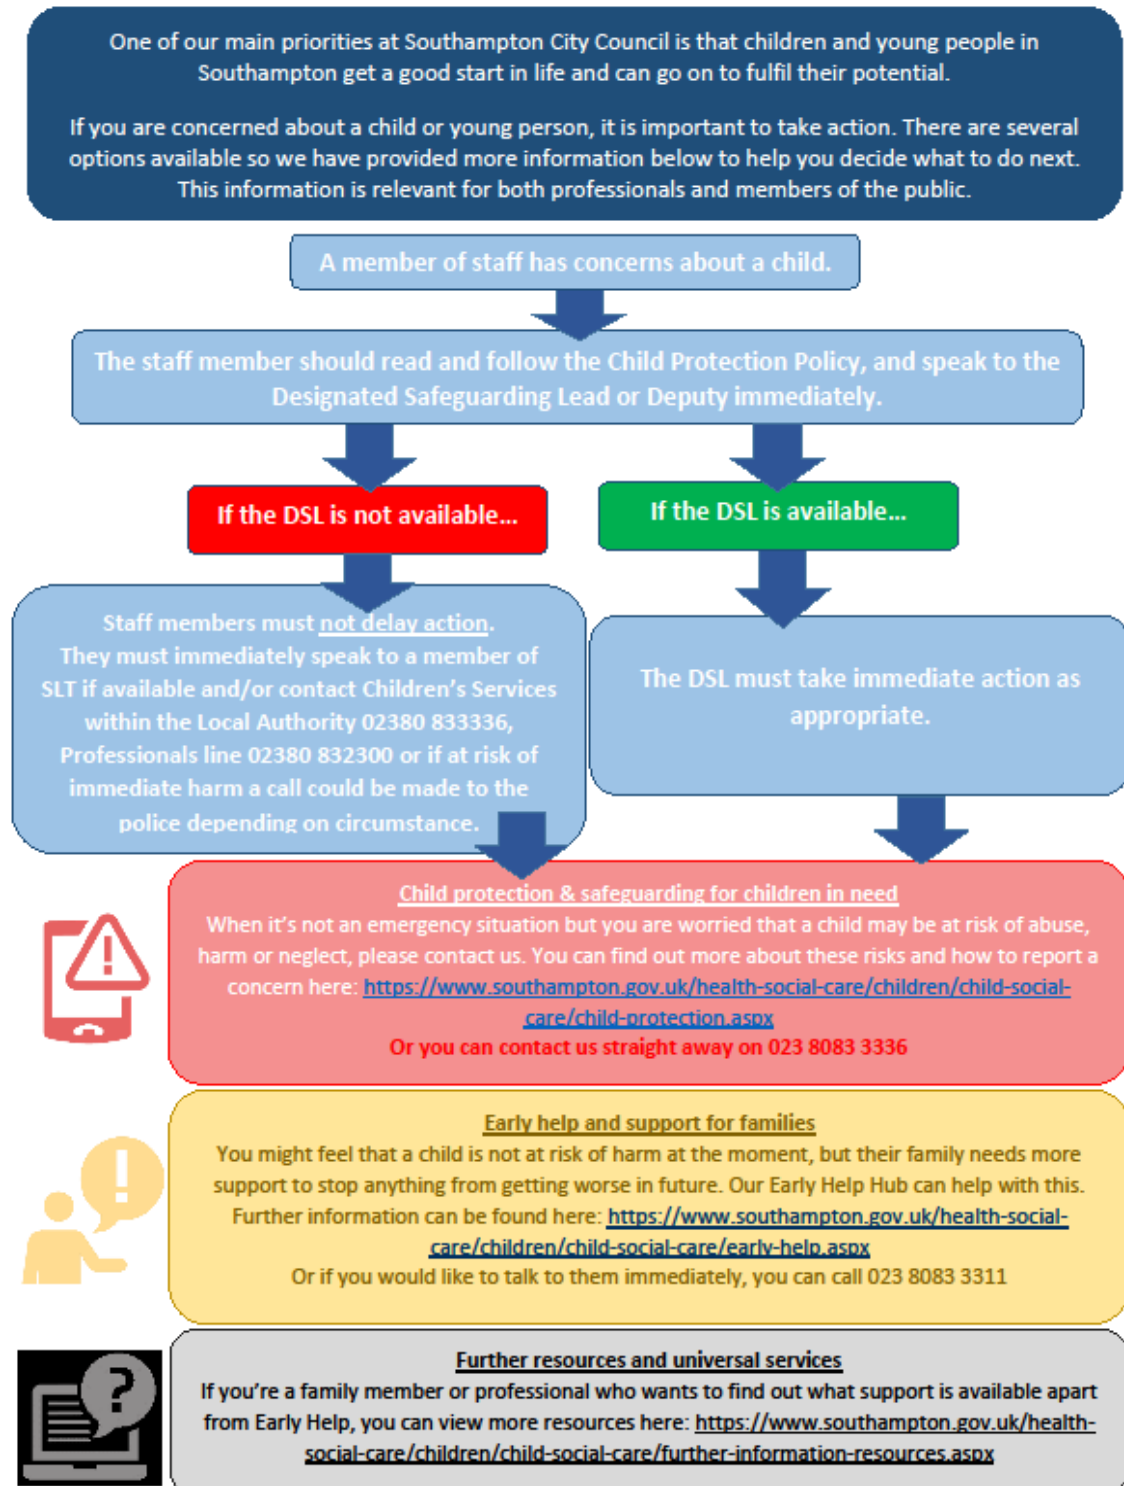 One of our main priorities at Southampton City Council is that children and young people in
Southampton get a good start in life and can go on to fulfil their potential.
If you are concerned about a child or young person, it is important to take action. There are several
options available so we have provided more information below to help you decide what to do next.
This information is relevant for both professionals and members of the public.
A member of staff has concerns about a child.
The staff member should read and follow the Child Protection Policy, and speak to the
Designated Safeguarding Lead or Deputy immediately.
If the DSL is not available...
If the DSL is available...
Staff members must not delay action.
They must immediately speak to a member of
SLT if available and/or contact Children's Services
within the Local Authority 02380 833336,
Professionals line 02380 832300 or if at risk of
immediate harm a call could be made to the
police depending on circumstance.
The DSL must take immediate action as
appropriate.
Child protection & safeguarding for children in need
When it's not an emergency situation but you are worried that a child may be at risk of abuse,
harm or neglect, please contact us. You can find out more about these risks and how to report a
concern here: https://www.southampton.gov.uk/health-social-care/children/child-social-
care/child-protection.aspx
Or you can contact us straight away on 023 8083 3336
Early help and support for families
You might feel that a child is not at risk of harm at the moment, but their family needs more
support to stop anything from getting worse in future. Our Early Help Hub can help with this.
Further information can be found here: https://www.southampton.gov.uk/health-social-
care/children/child-social-care/early-help.aspx
Or if you would like to talk to them immediately, you can call 023 8083 3311
Further resources and universal services
If you're a family member or professional who wants to find out what support is available apart
from Early Help, you can view more resources here: https://www.southampton.gov.uk/health-
social-care/children/child-social-care/further-information-resources.aspx